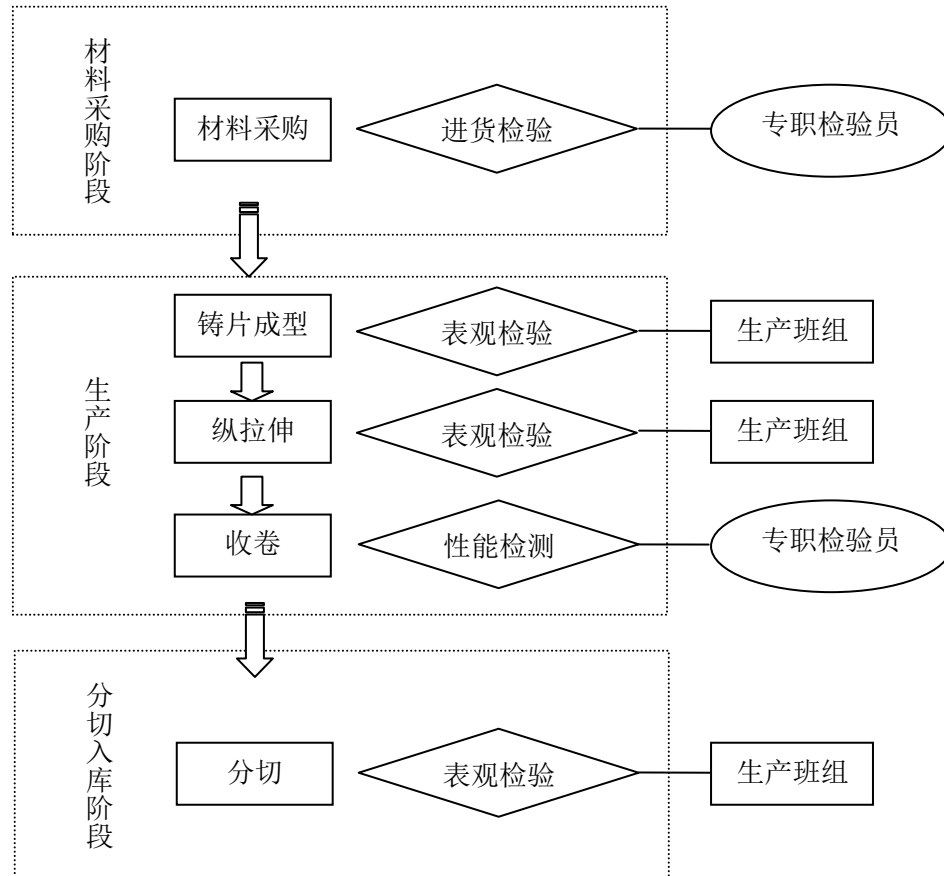 材料采购阶段
材料采购
进货检验
专职检验员
生产阶段
铸片成型
表观检验
生产班组
纵拉伸
表观检验
生产班组
收卷
性能检测
专职检验员
分切入库阶段
分切
表观检验
生产班组